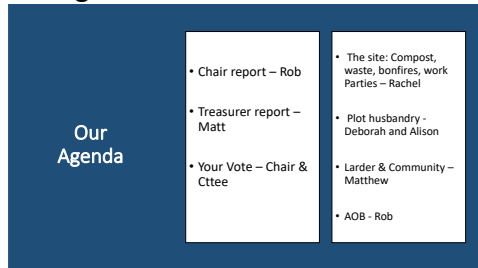 Our
Agenda
• Chair report – Rob
• Treasurer report –
Matt
• Your Vote – Chair &
Cttee
• The site: Compost,
waste, bonfires, work
Parties – Rachel
• Plot husbandry -
Deborah and Alison
• Larder & Community –
Matthew
• AOB - Rob